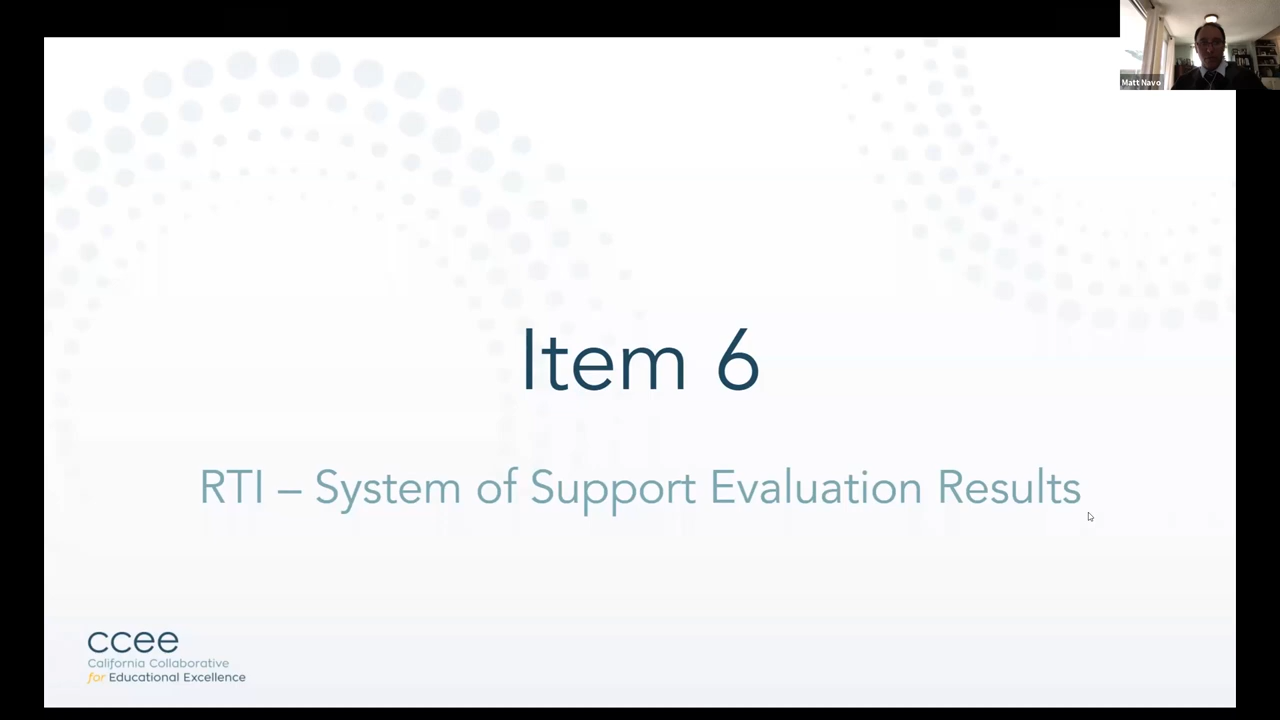 Matt Navo
Item 6
RTI – System of Support Evaluation Results
ccee
California Collaborative
for Educational Excellence